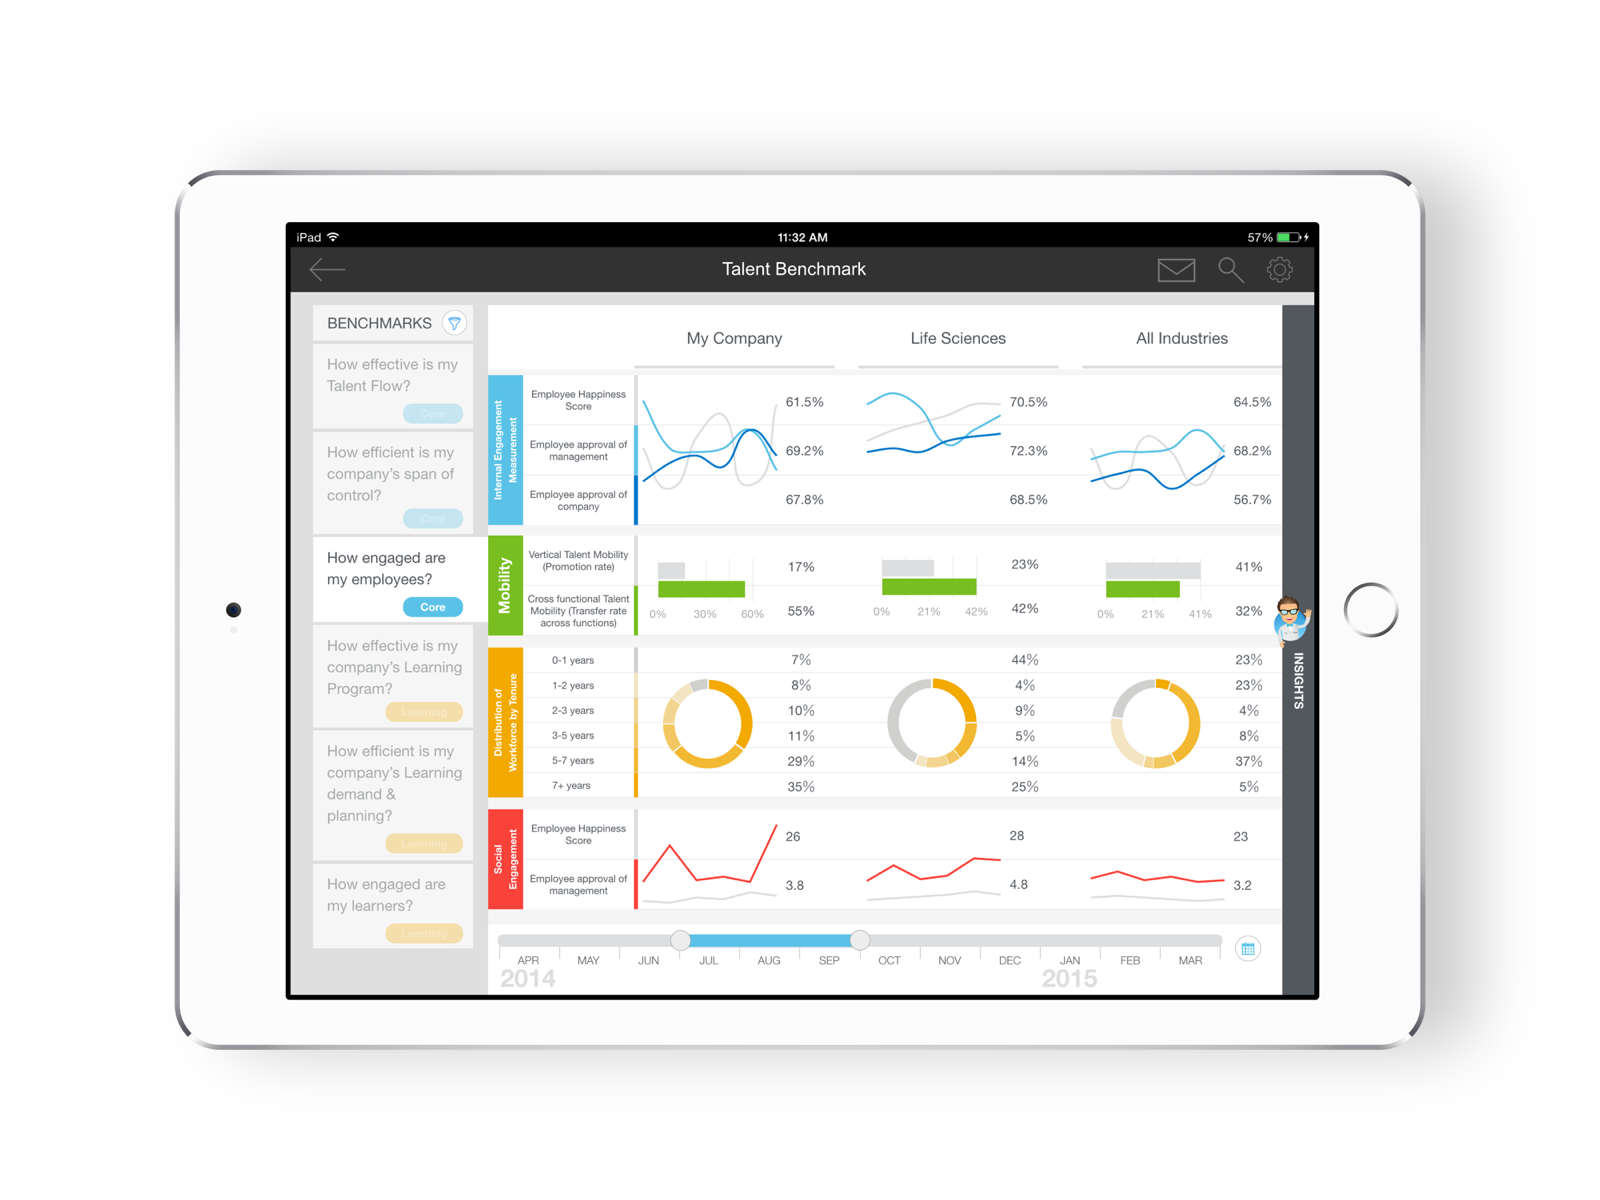 iPad
11:32 AM
57%
Talent Benchmark
BENCHMARKS
How effective is my
Talent Flow?
Core
How efficient is my
company's span of
control?
Core
How engaged are
my employees?
Core
How effective is my
company's Learning
Program?
Learning
How efficient is my
company's Learning
demand &
planning?
Learning
How engaged are
my learners?
Learning
My Company
Life Sciences
All Industries
Internal Engagement
Measurement
Employee Happiness
Score
61.5%
70.5%
64.5%
Employee approval of
management
69.2%
72.3%
68.2%
Employee approval of
company
67.8%
68.5%
56.7%
Mobility
Vertical Talent Mobility
(Promotion rate)
17%
23%
41%
Cross functional Talent
Mobility (Transfer rate
across functions)
0% 30% 60%
55%
0% 21% 42%
42%
0% 21% 41%
32%
Distribution of
Workforce by Tenure
0-1 years
7%
44%
23%
1-2 years
8%
4%
23%
2-3 years
10%
9%
4%
3-5 years
11%
5%
8%
5-7 years
29%
14%
37%
7+ years
35%
25%
5%
Social
Engagement
Employee Happiness
Score
26
28
23
Employee approval of
management
3.8
4.8
3.2
APR MAY JUN JUL AUG SEP OCT NOV DEC JAN FEB MAR
2014 2015
INSIGHTS